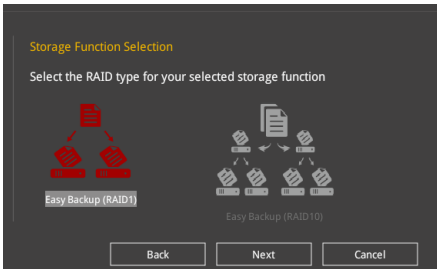 Storage Function Selection
Select the RAID type for your selected storage function
Easy Backup (RAID1)
Easy Backup (RAID10)
Back
Next
Cancel